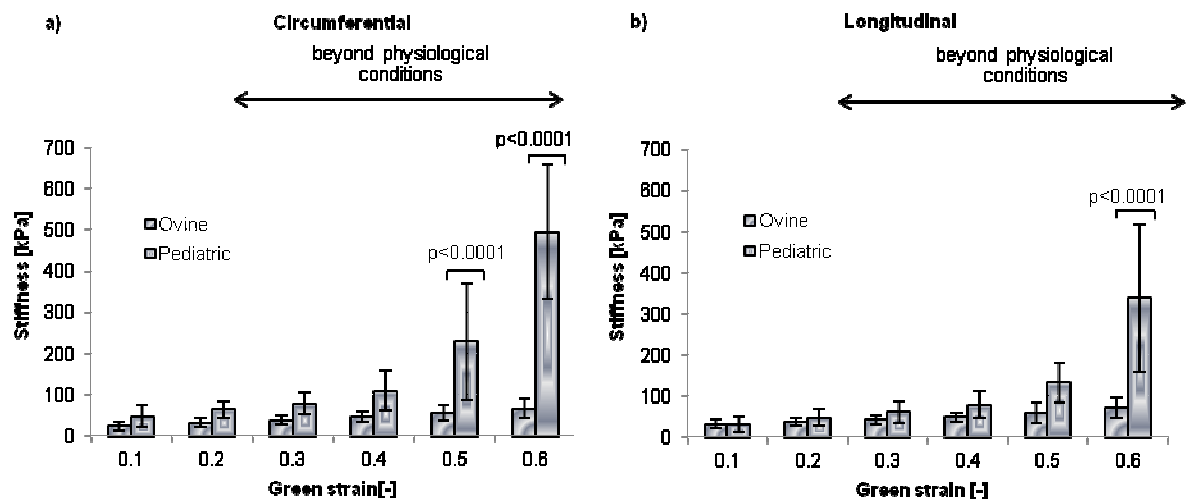 a)
Circumferential
beyond physiological
conditions
p<0.0001
p<0.0001
Ovine
Pediatric
Stiffness [kPa]
700
600
500
400
300
200
100
0
0.1 0.2 0.3 0.4 0.5 0.6
Green strain[-]
b)
Longitudinal
beyond physiological
conditions
p<0.0001
Ovine
Pediatric
Stiffness [kPa]
700
600
500
400
300
200
100
0
0.1 0.2 0.3 0.4 0.5 0.6
Green strain [-]